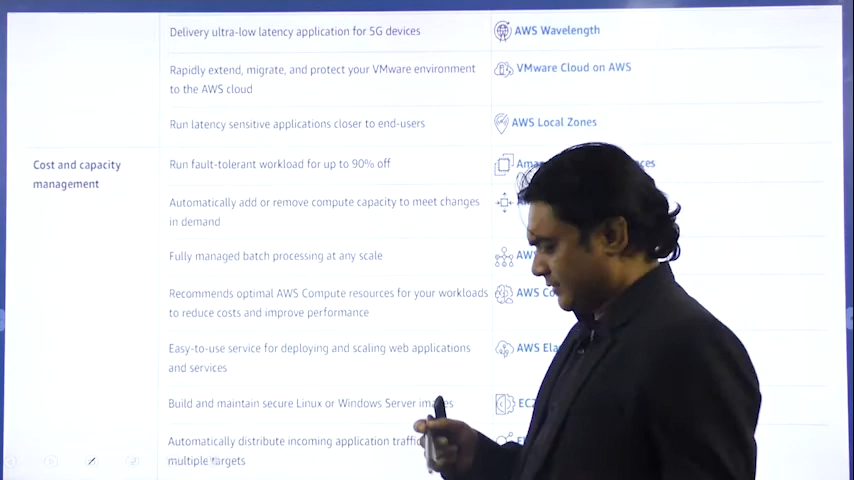 Delivery ultra-low latency application for 5G devices
AWS Wavelength
Rapidly extend, migrate, and protect your VMware environment
to the AWS cloud
VMware Cloud on AWS
Run latency sensitive applications closer to end-users
AWS Local Zones
Cost and capacity
management
Run fault-tolerant workload for up to 90% off
Automatically add or remove compute capacity to meet changes
in demand
Fully managed batch processing at any scale
AWS
Recommends optimal AWS Compute resources for your workloads
to reduce costs and improve performance
AWS
Easy-to-use service for deploying and scaling web applications
and services
AWS
Build and maintain secure Linux or Windows Server images
Automatically distribute incoming application
multiple targets